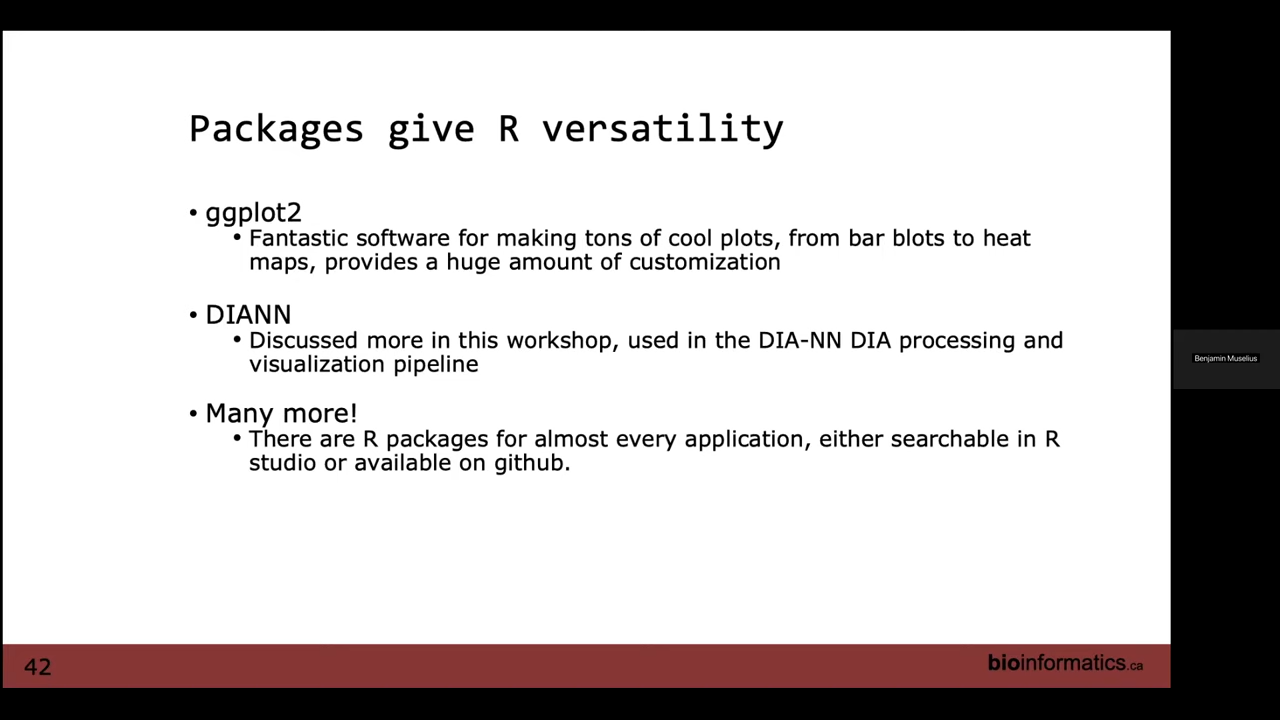 Packages give R versatility
• ggplot2
• Fantastic software for making tons of cool plots, from bar blots to heat
maps, provides a huge amount of customization
• DIANN
• Discussed more in this workshop, used in the DIA-NN DIA processing and
visualization pipeline
• Many more!
• There are R packages for almost every application, either searchable in R
studio or available on github.
Benjamin Muselius
42
bioinformatics.ca